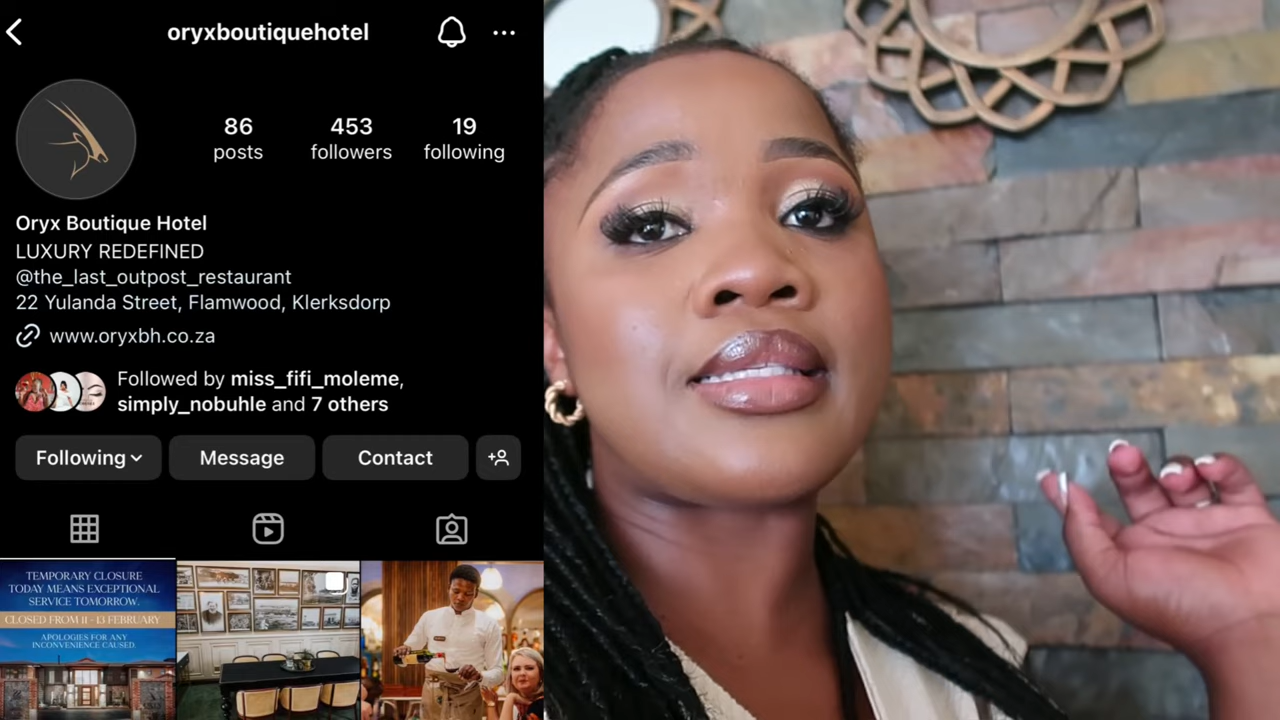 oryxboutiquehotel
86
posts
453
followers
19
following
Oryx Boutique Hotel
LUXURY REDEFINED
@the_last_outpost_restaurant
22 Yulanda Street, Flamwood, Klerksdorp
www.oryxbh.co.za
Followed by miss_fifi_moleme,
simply_nobuhle and 7 others
Following
Message
Contact
TEMPORARY CLOSURE
TODAY MEANS EXCEPTIONAL
SERVICE TOMORROW.
CLOSED FROM 11 - 13 FEBRUARY
APOLOGIES FOR ANY
INCONVENIENCE CAUSED.